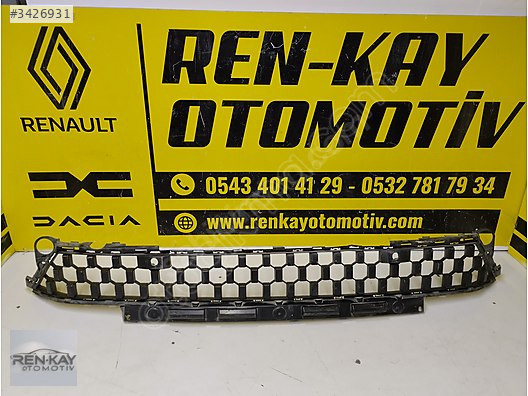 #3426931
REN-KAY
OTOMOTİV
RENAULT
DACIA
0543 401 41 29 - 0532 781 79 34
www.renkayotomotiv.com
REN-KAY
OTOMOTİV